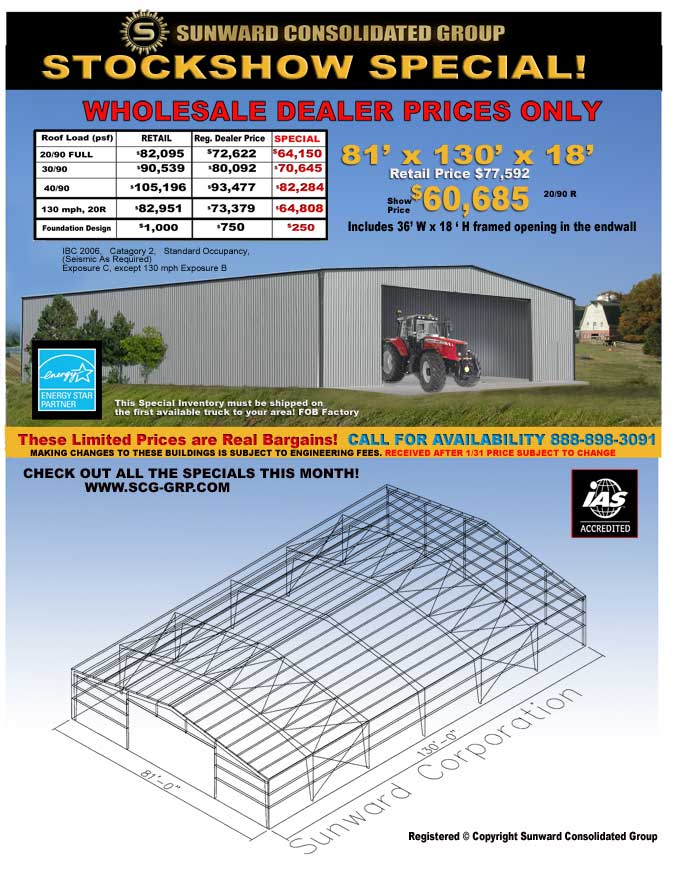 SUNWARD CONSOLIDATED GROUP
STOCKSHOW SPECIAL!
WHOLESALE DEALER PRICES ONLY
Roof Load (psf) RETAIL Reg. Dealer Price SPECIAL
20/90 FULL $82,095 $72,622 $64,150
30/90 $90,539 $80,092 $70,645
40/90 $105,196 $93,477 $82,284
130 mph, 20R $82,951 $73,379 $64,808
Foundation Design $1,000 $750 $250
81' x 130' x 18'
Retail Price $77,592
Show Price $60,685 20/90 R
Includes 36' W x 18 ' H framed opening in the endwall
IBC 2006, Catagory 2, Standard Occupancy,
(Seismic As Required)
Exposure C, except 130 mph Exposure B
energy
ENERGY STAR
PARTNER
This Special Inventory must be shipped on
the first available truck to your area! FOB Factory
These Limited Prices are Real Bargains! CALL FOR AVAILABILITY 888-898-3091
MAKING CHANGES TO THESE BUILDINGS IS SUBJECT TO ENGINEERING FEES. RECEIVED AFTER 1/31 PRICE SUBJECT TO CHANGE
CHECK OUT ALL THE SPECIALS THIS MONTH!
WWW.SCG-GRP.COM
IAS
ACCREDITED
81'-0"
130'-0"
Sunward Corporation
Registered © Copyright Sunward Consolidated Group